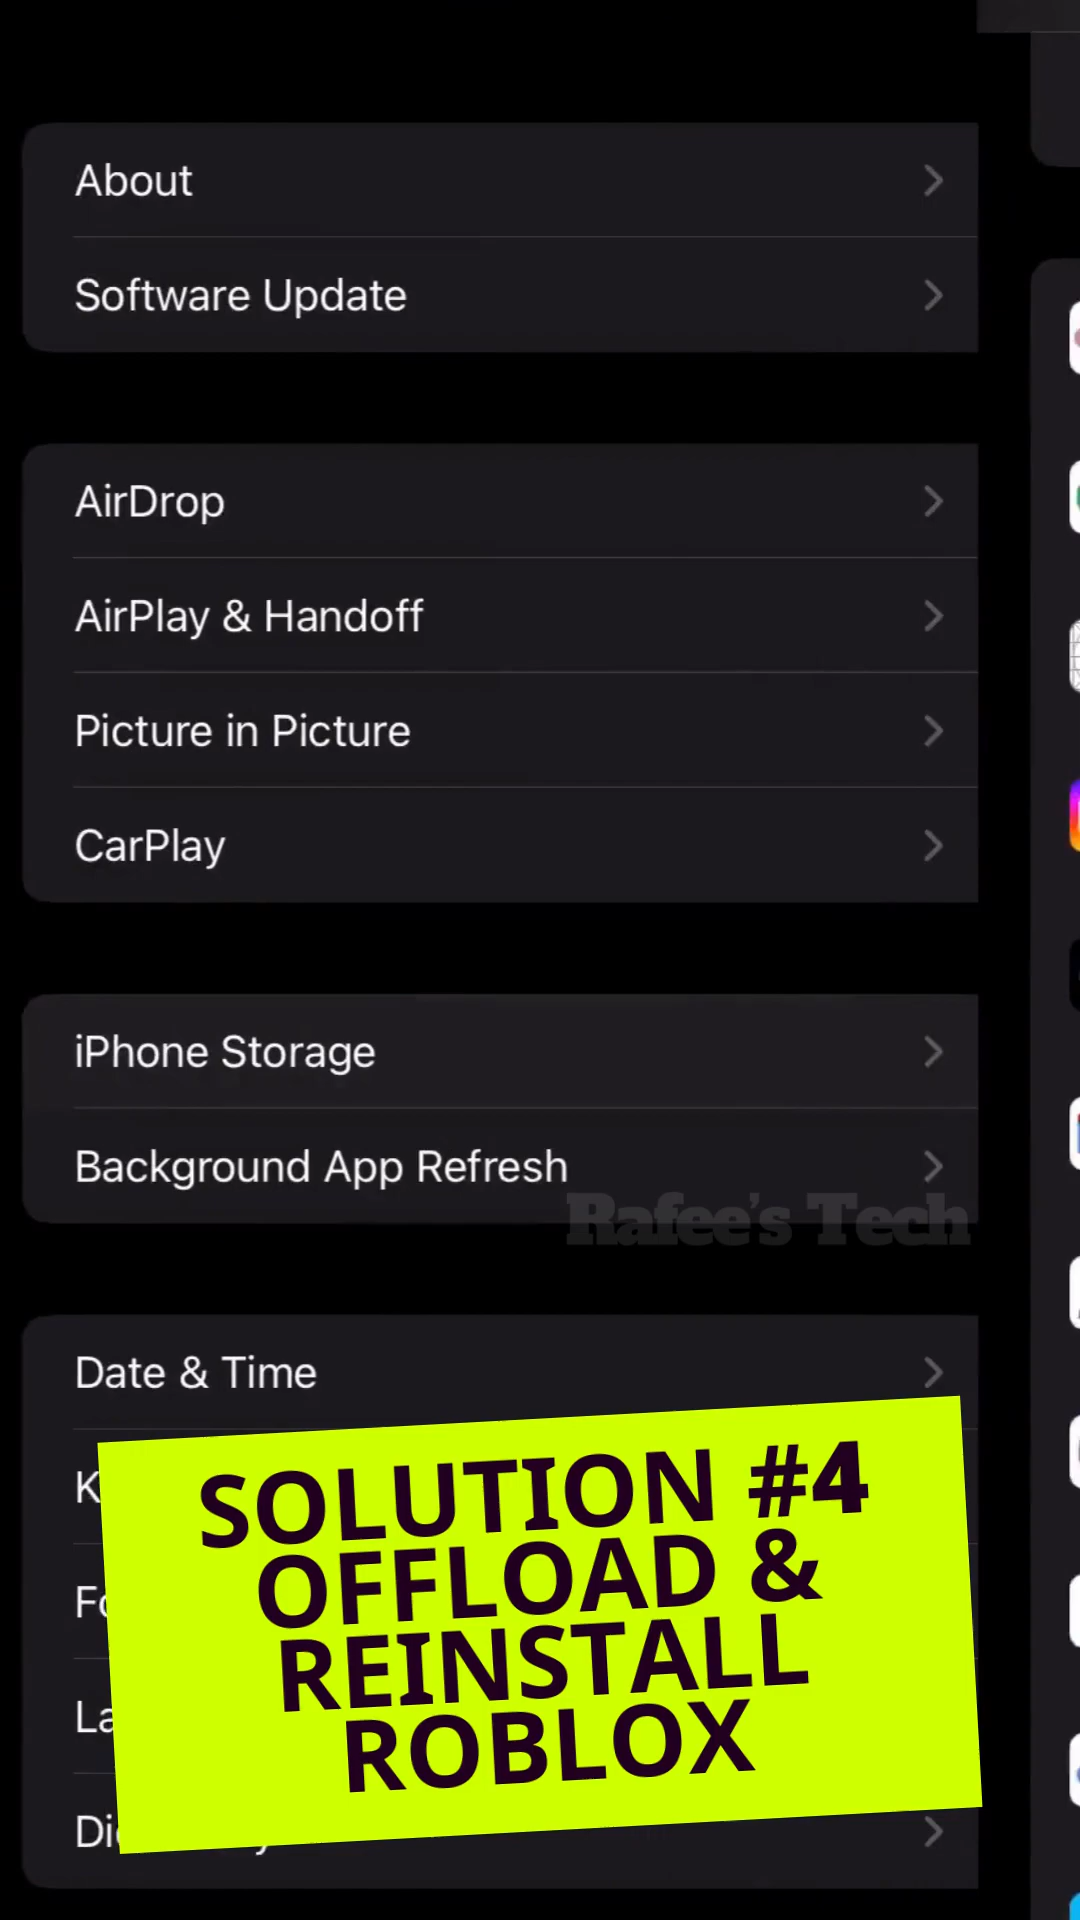 About
Software Update
AirDrop
AirPlay & Handoff
Picture in Picture
CarPlay
iPhone Storage
Background App Refresh
Rafee's Tech
Date & Time
SOLUTION #4
OFFLOAD &
REINSTALL
ROBLOX